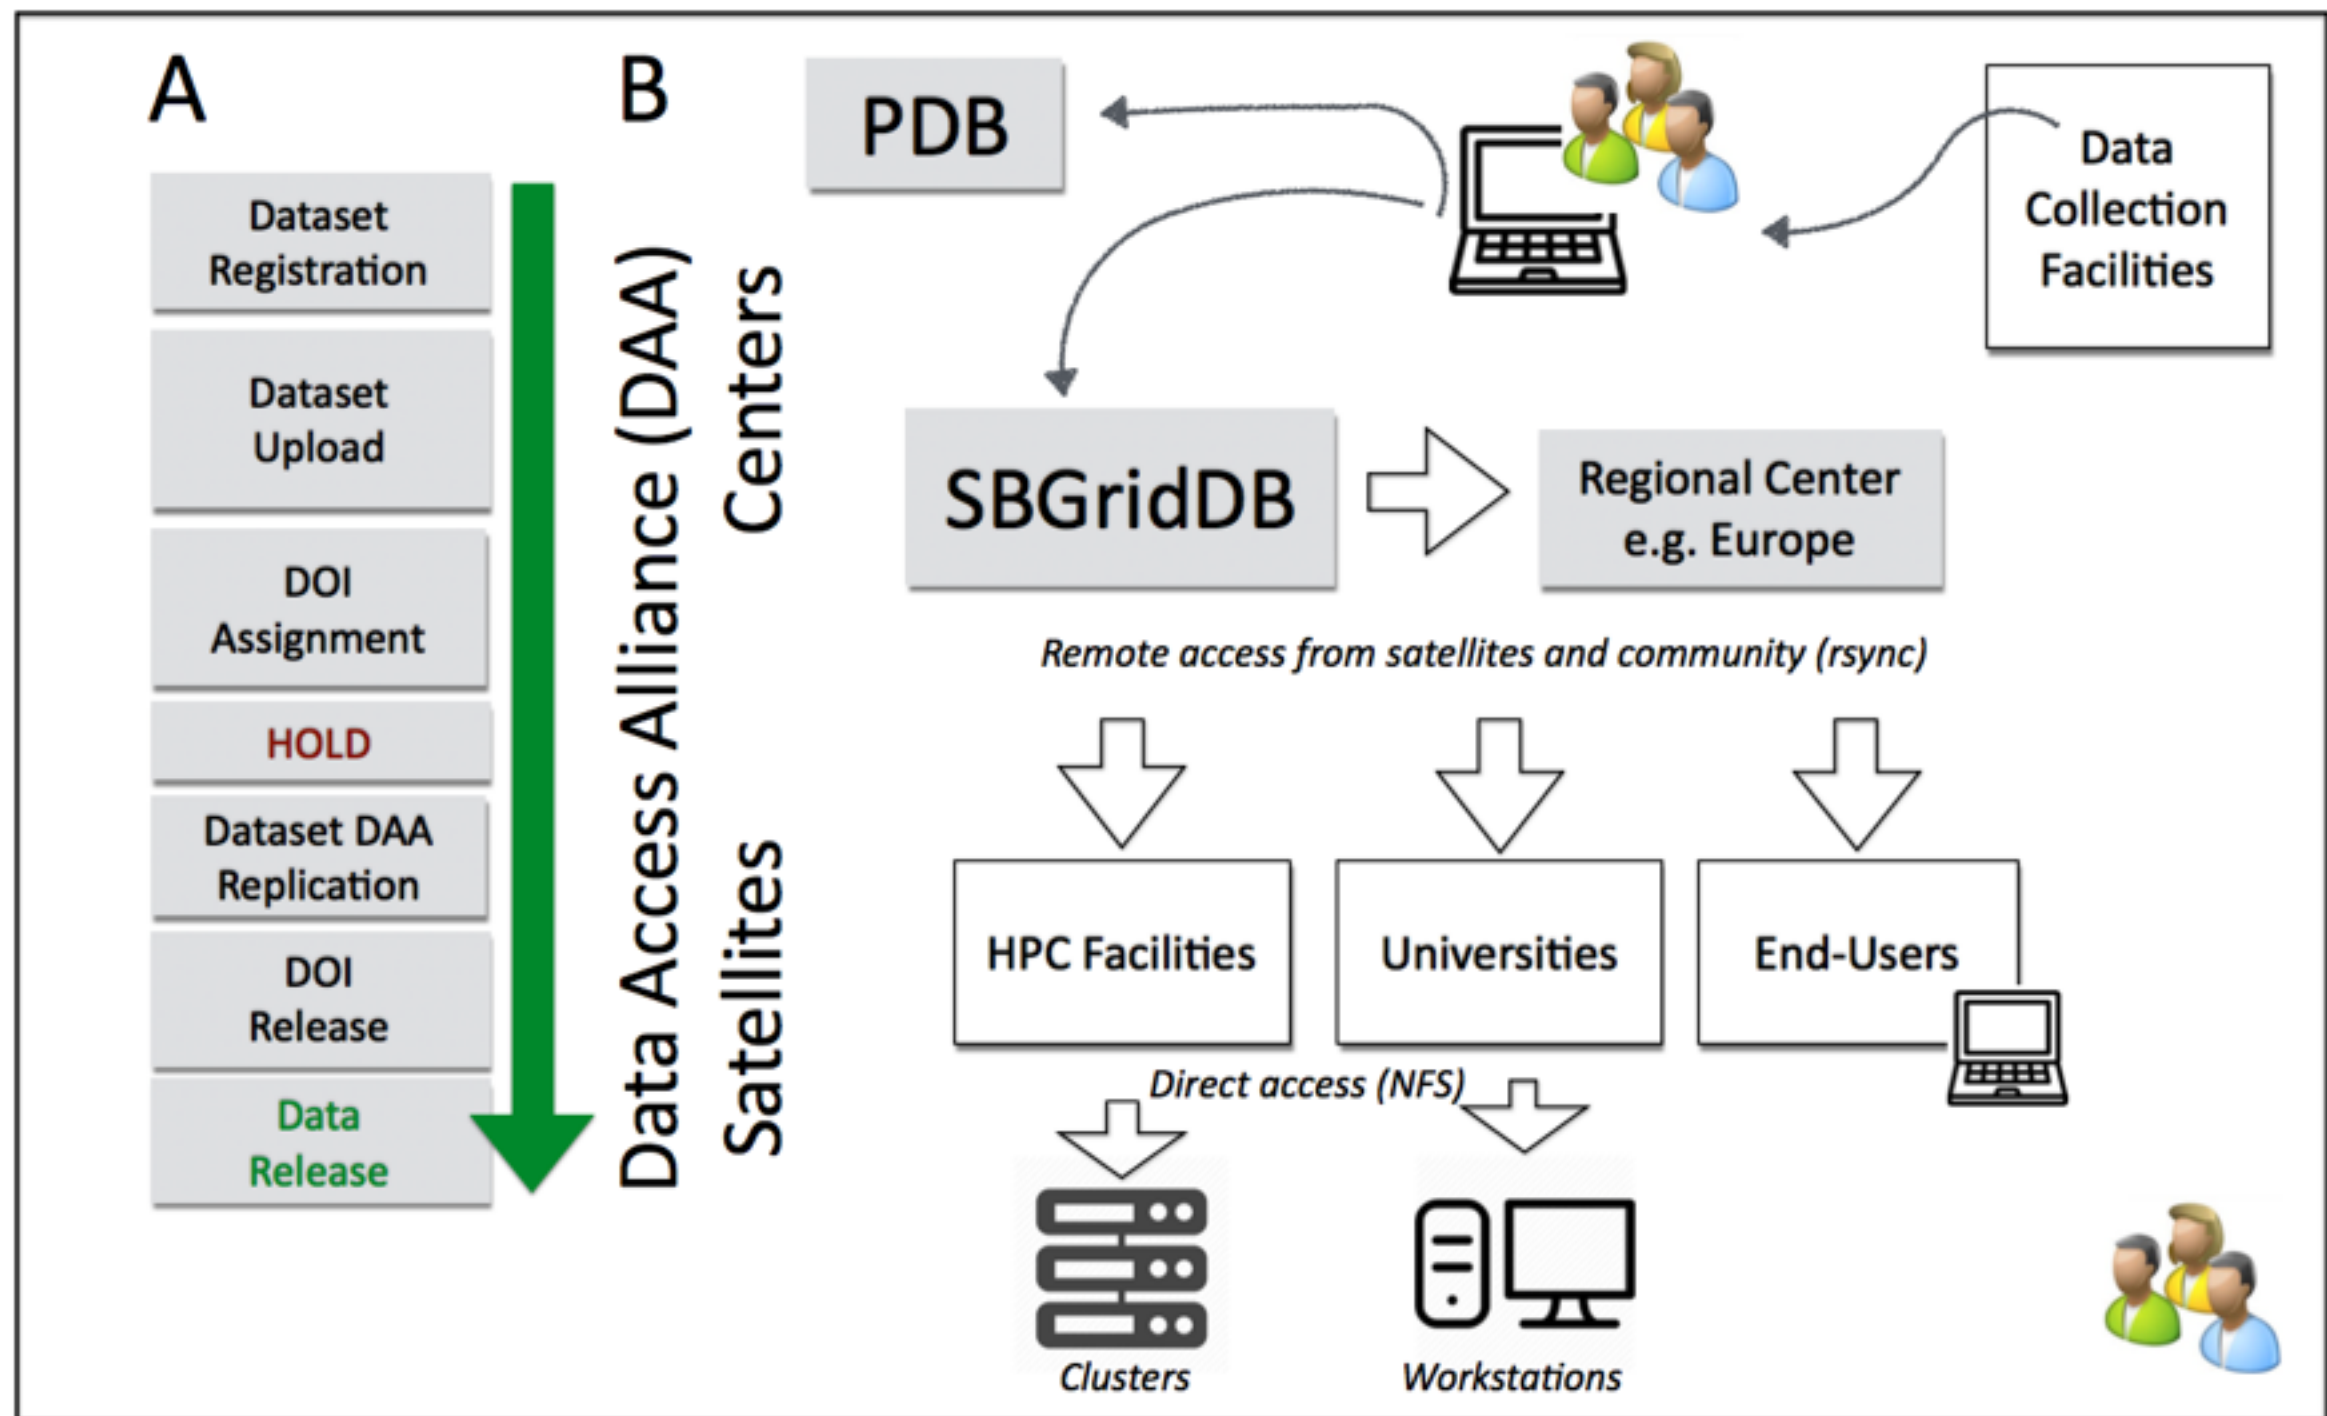 A
Dataset
Registration
Dataset
Upload
DOI
Assignment
HOLD
Dataset DAA
Replication
DOI
Release
Data
Release
B
Data Access Alliance (DAA)
Centers
Satellites
PDB
Data
Collection
Facilities
SBGridDB
Regional Center
e.g. Europe
Remote access from satellites and community (rsync)
HPC Facilities
Universities
End-Users
Direct access (NFS)
Clusters
Workstations